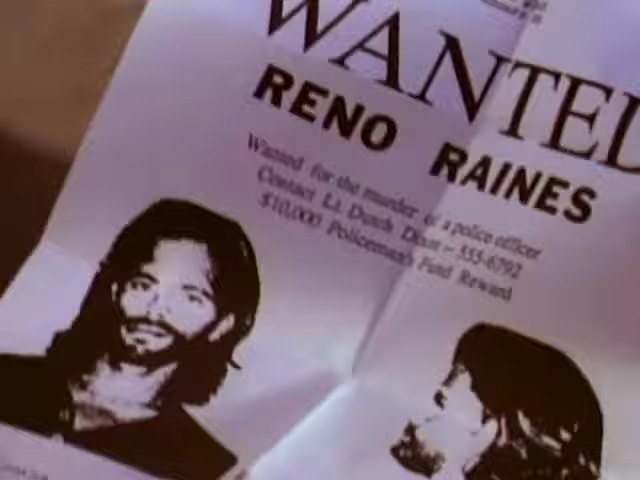 WANTED
RENO RAINES
Wanted for the murder of a police officer
Contact Lt. Dutch Dixon - 555-6792
$10,000 Policeman's Fund Reward